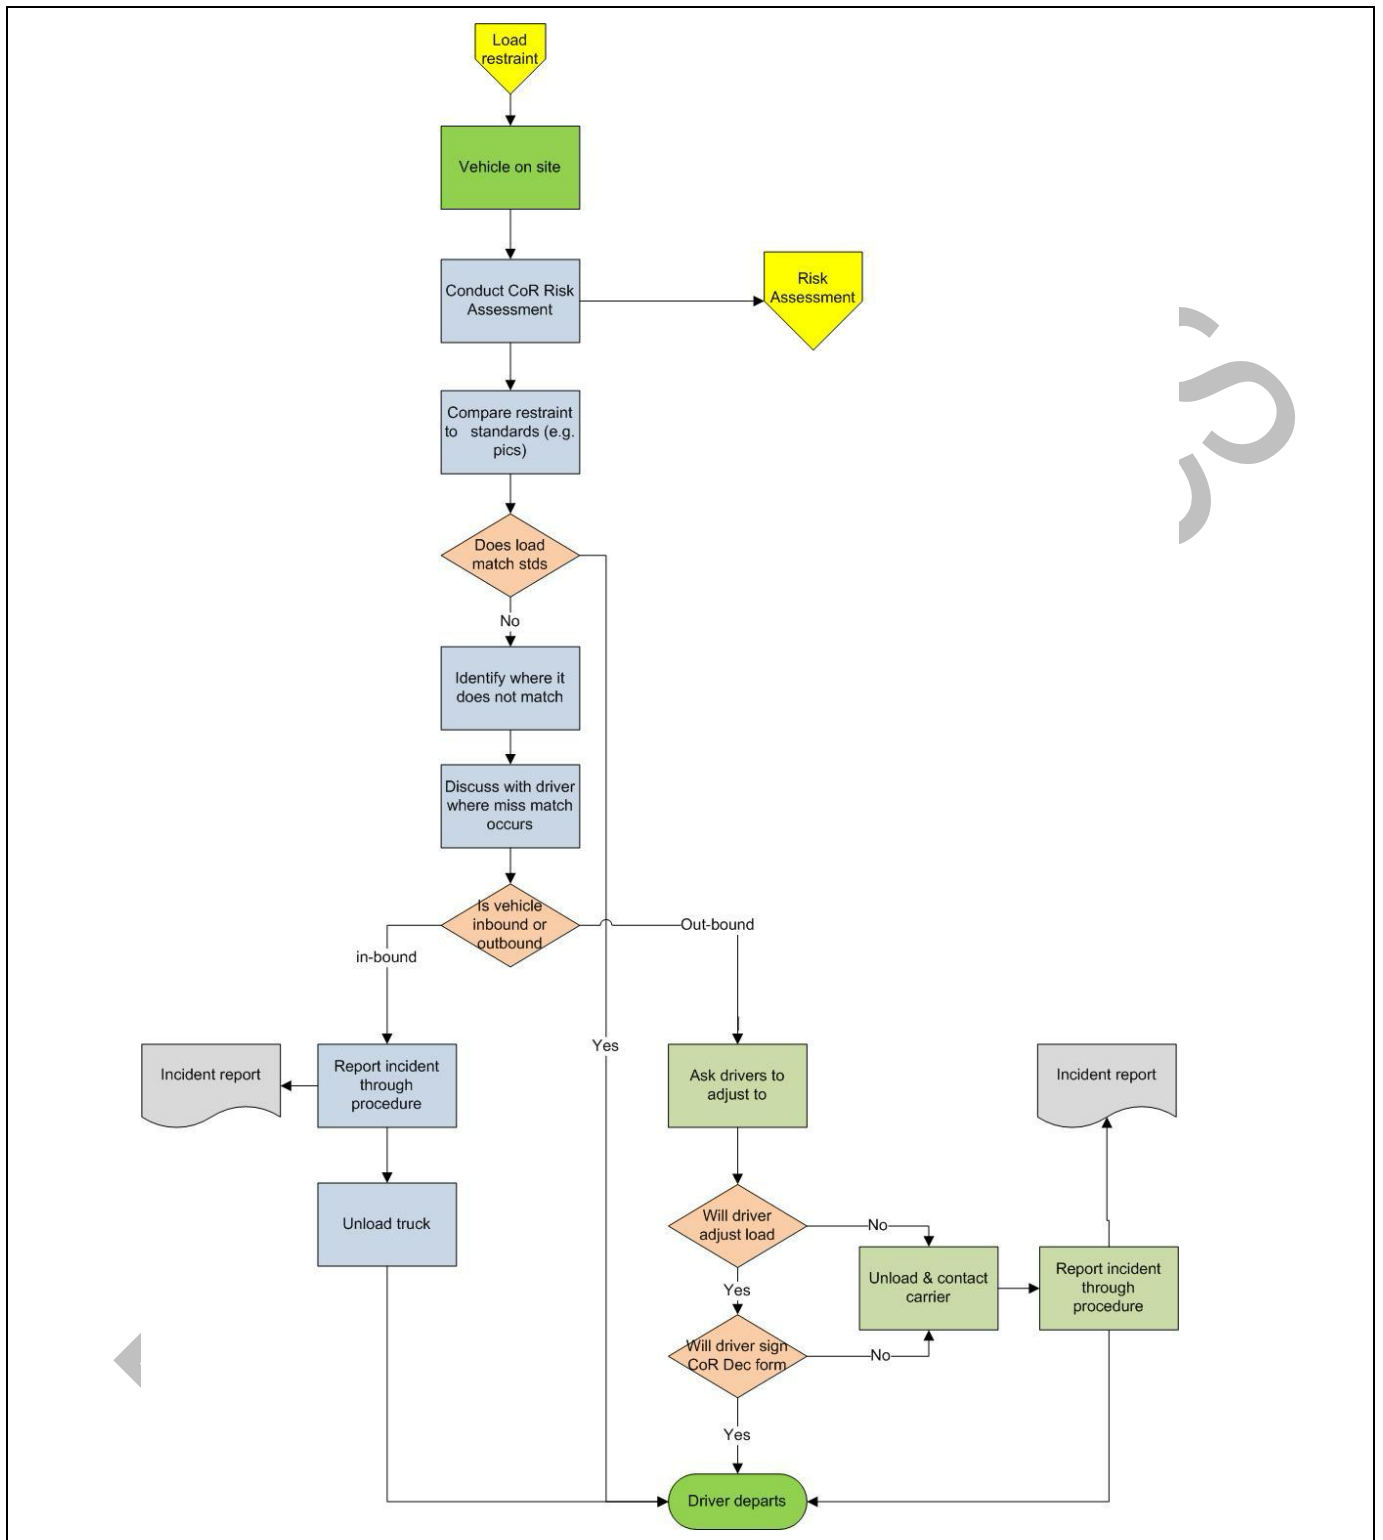 Load
restraint
Vehicle on site
Conduct CoR Risk
Assessment
Risk
Assessment
Compare restraint
to standards (e.g.
pics)
Does load
match stds
No
Identify where it
does not match
Discuss with driver
where miss match
occurs
Is vehicle
inbound or
outbound
Out-bound
in-bound
Yes
Incident report
Report incident
through
procedure
Ask drivers to
adjust to
Incident report
Unload truck
Will driver
adjust load
No
Unload & contact
carrier
Report incident
through
procedure
Yes
Will driver sign
CoR Dec form
No
Yes
Driver departs